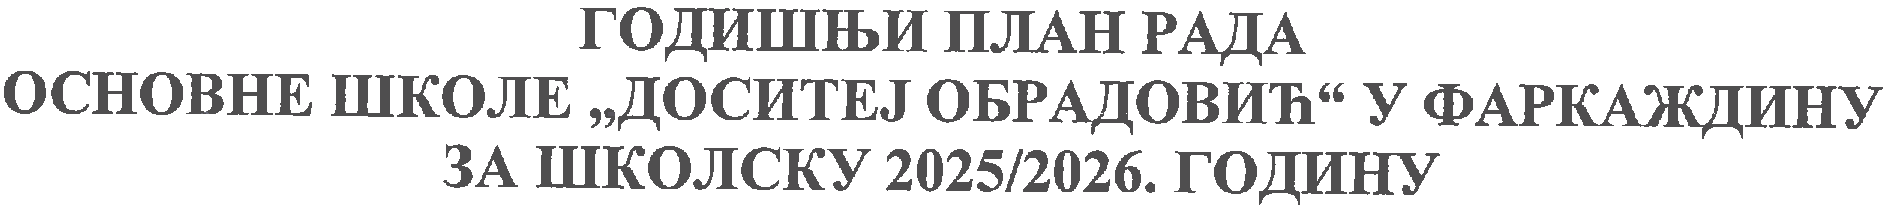 ГОДИШЊИ ПЛАН РАДА
ОСНОВНЕ ШКОЛЕ „ДОСИТЕЈ ОБРАДОВИЋ“ У ФАРКАЖДИНУ
ЗА ШКОЛСКУ 2025/2026. ГОДИНУ